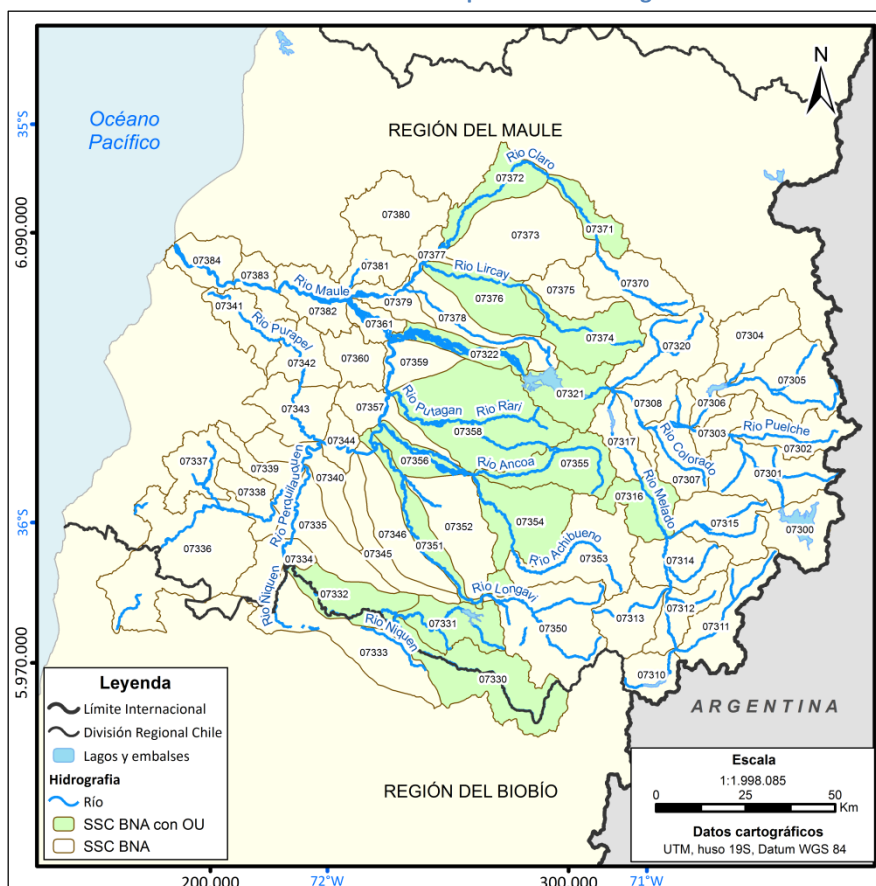 N
Océano
Pacífico
REGIÓN DEL MAULE
35°S
6.090.000
36°S
5.970.000
Río Claro
07372
07380
07373
07371
07377
07384
07383
07381
Río Lircay
07370
Río Maule
07382
07379
07376
07375
07341
07361
07378
07374
07320
07304
Río Purapel
07342
07360
07359
07322
07305
07321
07308
07306
07343
07357
Río Putagan
Río Rari
07358
07303
Río Puelche
07302
07344
07317
Río Colorado
07337
07339
07356
Río Ancoa
07355
07307
07301
07338
07340
07316
Río Melado
Río Perquilauquen
07335
07346
07352
07354
07315
07300
07336
07345
07351
Río Achibueno
07353
07314
07334
Río Ñiquen
07332
Río Longaví
07312
07331
07350
07313
07311
Río Niquen
07333
07330
07310
ARGENTINA
REGIÓN DEL BIOBÍO
Leyenda
Límite Internacional
División Regional Chile
Lagos y embalses
Hidrografia
Río
SSC BNA con OU
SSC BNA
Escala
1:1.998.085
0 25 50
Km
Datos cartográficos
UTM, huso 19S, Datum WGS 84
200.000
72°W
300.000
71°W